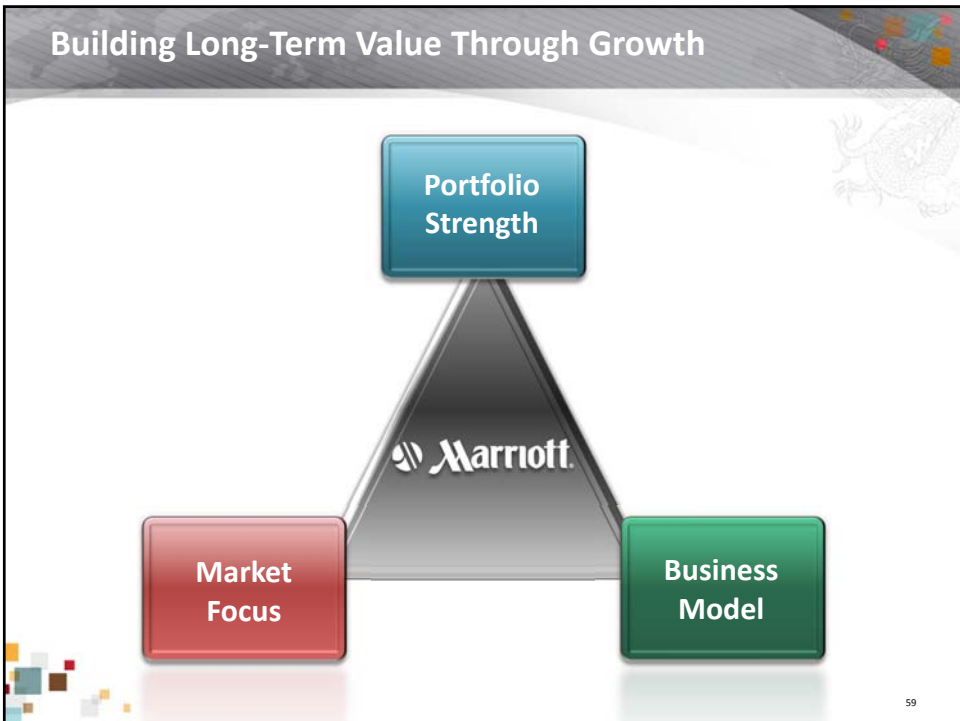 Building Long-Term Value Through Growth
Portfolio
Strength
Marriott
Market
Focus
Business
Model
59